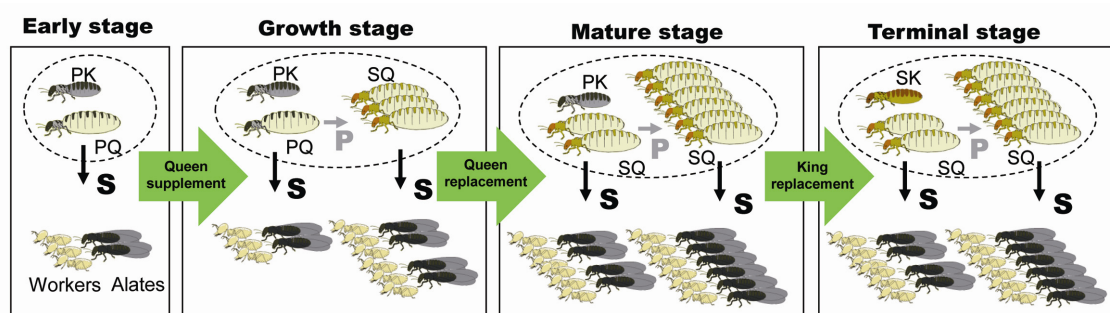 Early stage
PK
PQ
S
Workers Alates
Queen
supplement
Growth stage
PK
SQ
P
PQ
S
S
Queen
replacement
Mature stage
PK
P
SQ
SQ
S
S
King
replacement
Terminal stage
SK
P
SQ
SQ
S
S